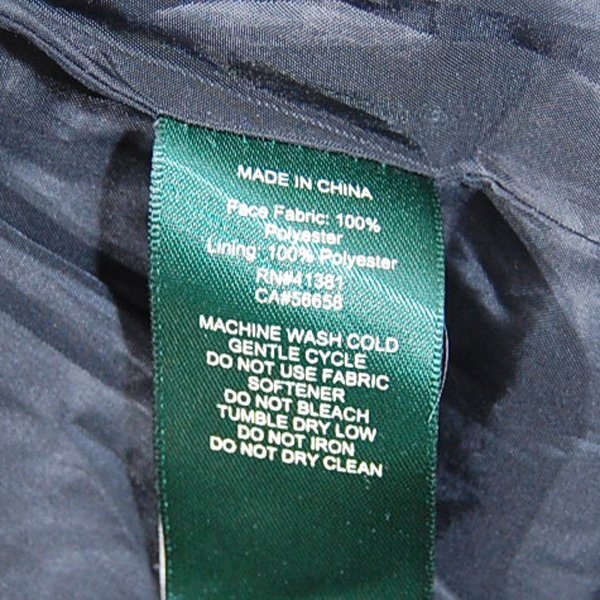 MADE IN CHINA
Face Fabric: 100%
Polyester
Lining: 100% Polyester
RN#41381
CA#56658
MACHINE WASH COLD
GENTLE CYCLE
DO NOT USE FABRIC
SOFTENER
DO NOT BLEACH
TUMBLE DRY LOW
DO NOT IRON
DO NOT DRY CLEAN